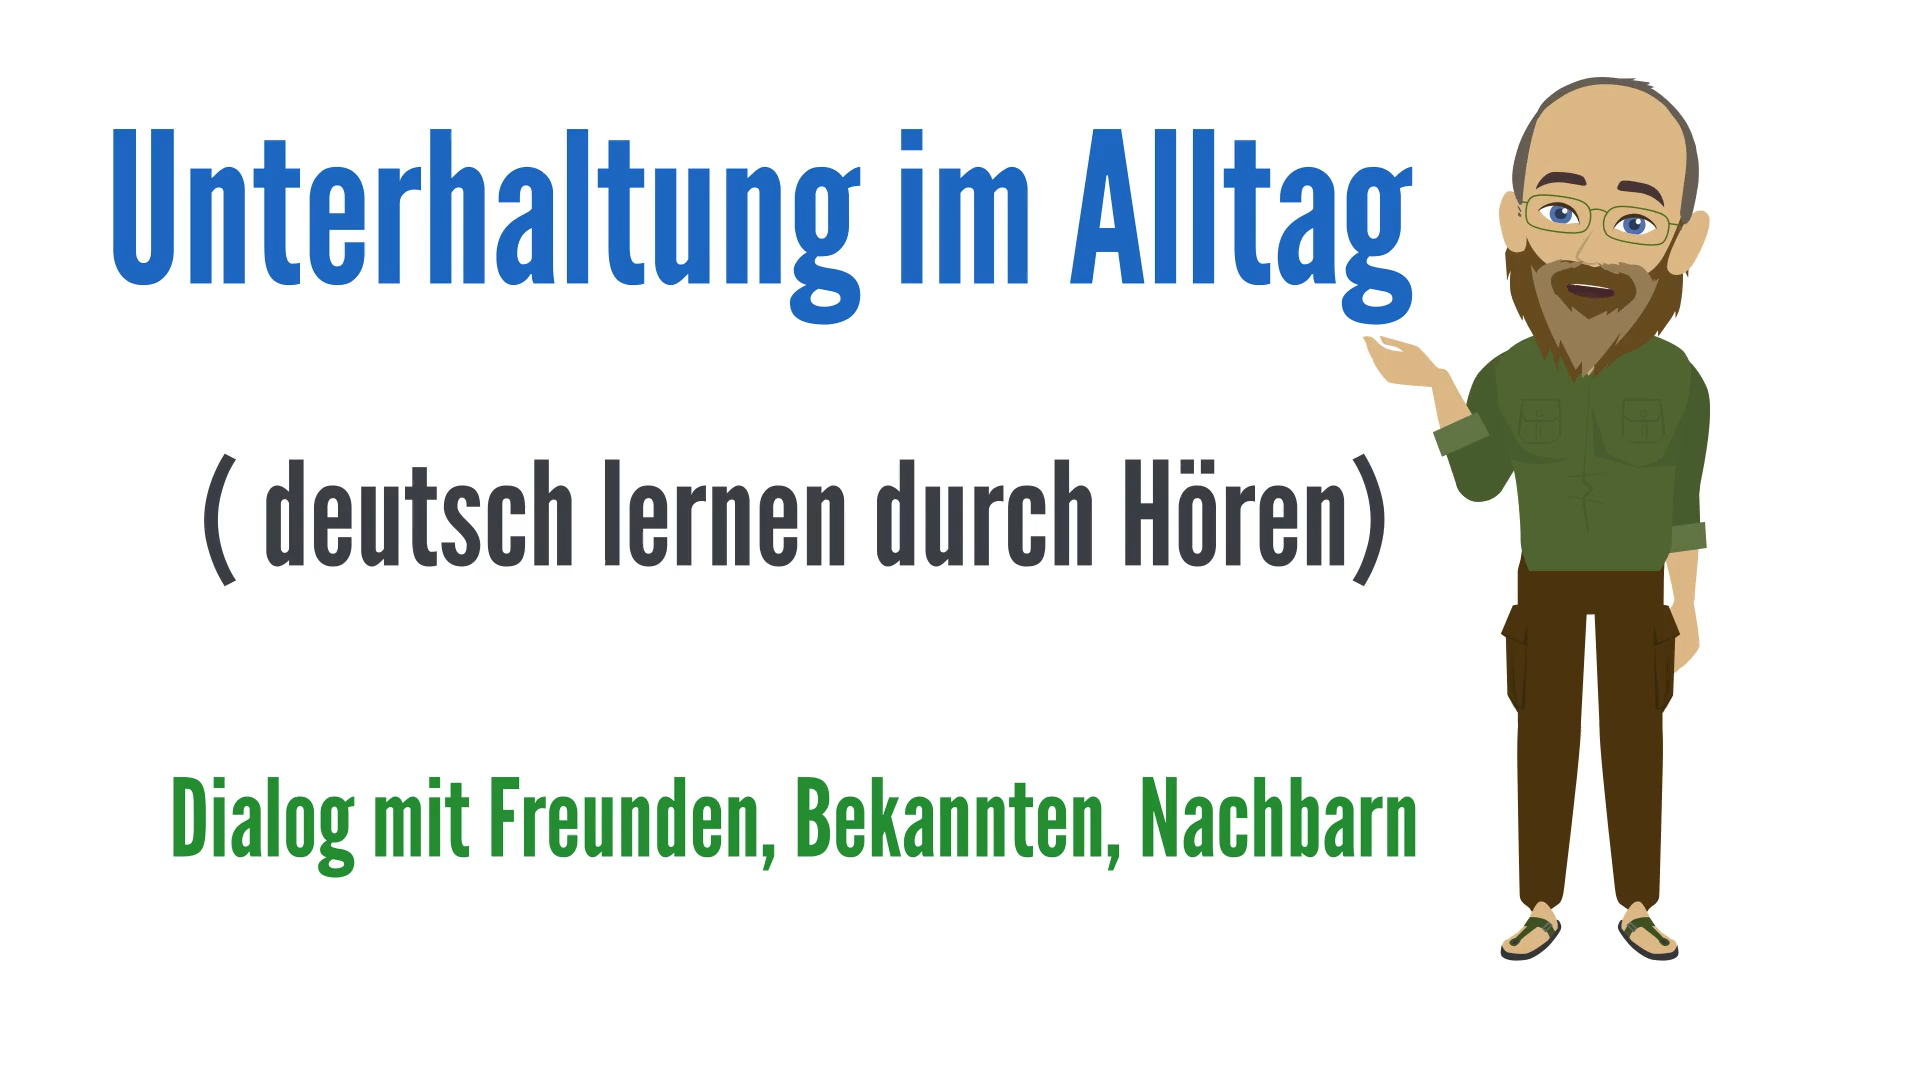 Unterhaltung im Alltag
( deutsch lernen durch Hören)
Dialog mit Freunden, Bekannten, Nachbarn